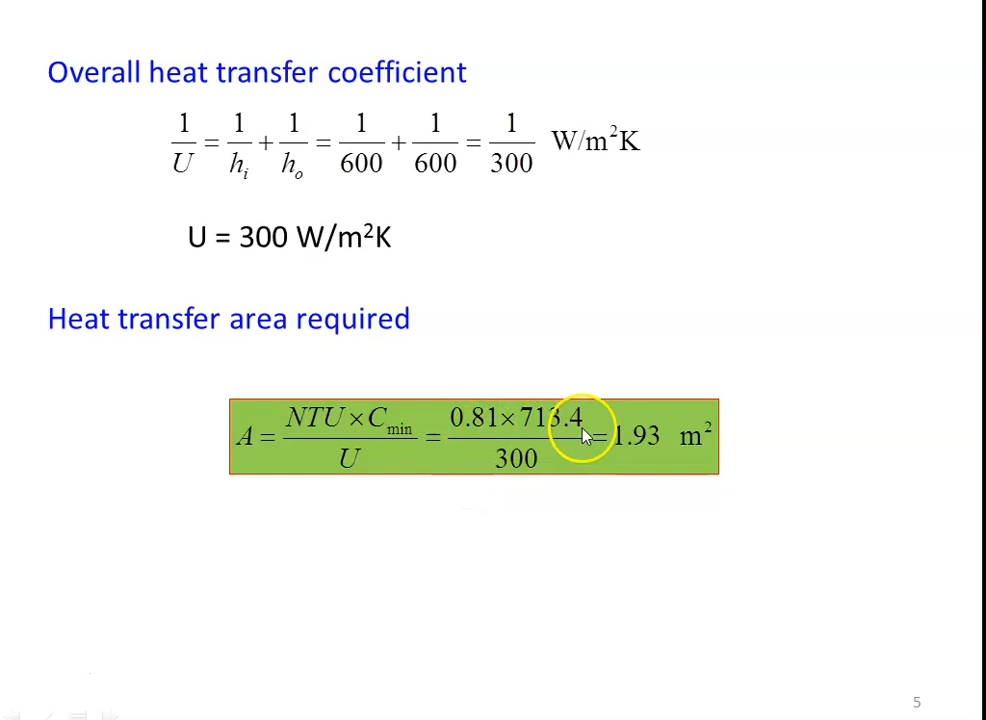 Overall heat transfer coefficient
1/U = 1/hᵢ + 1/hₒ = 1/600 + 1/600 = 1/300 W/m²K
U = 300 W/m²K
Heat transfer area required
A = NTU × Cmin / U = 0.81 × 713.4 / 300 = 1.93 m²
5